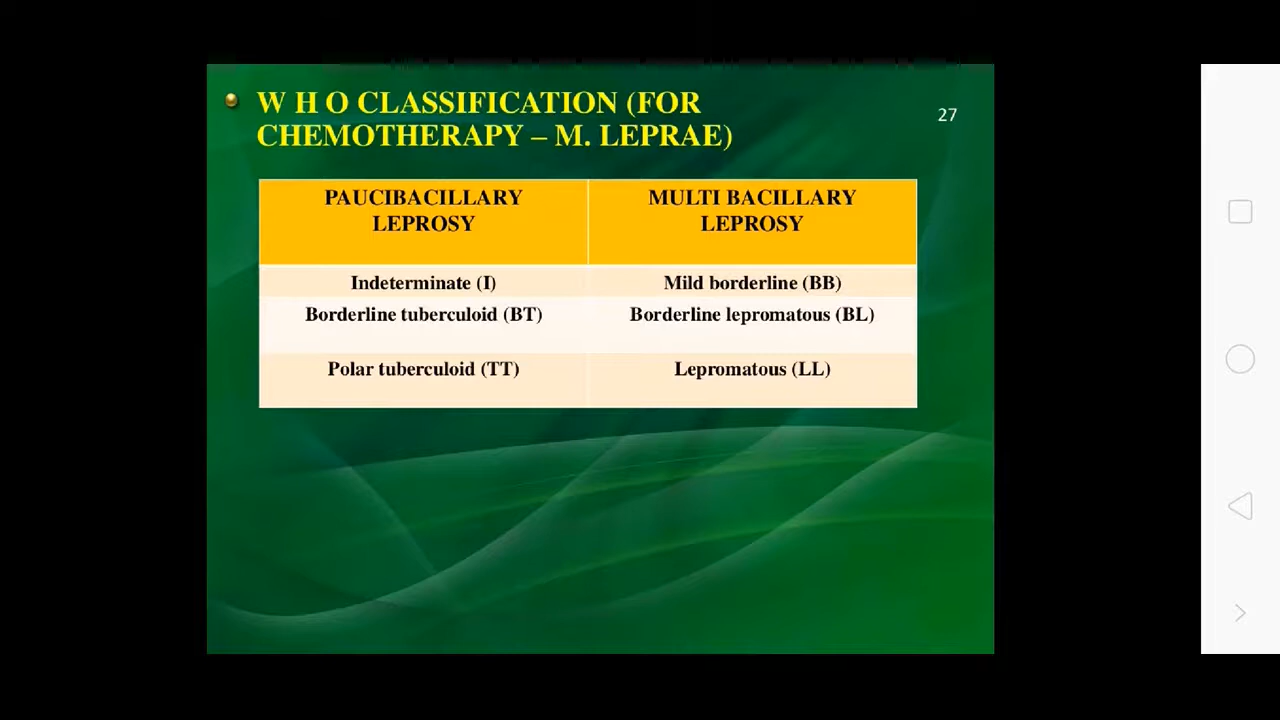 W H O CLASSIFICATION (FOR
CHEMOTHERAPY – M. LEPRAE)
27
PAUCIBACILLARY
LEPROSY
MULTI BACILLARY
LEPROSY
Indeterminate (I)
Mild borderline (BB)
Borderline tuberculoid (BT)
Borderline lepromatous (BL)
Polar tuberculoid (TT)
Lepromatous (LL)